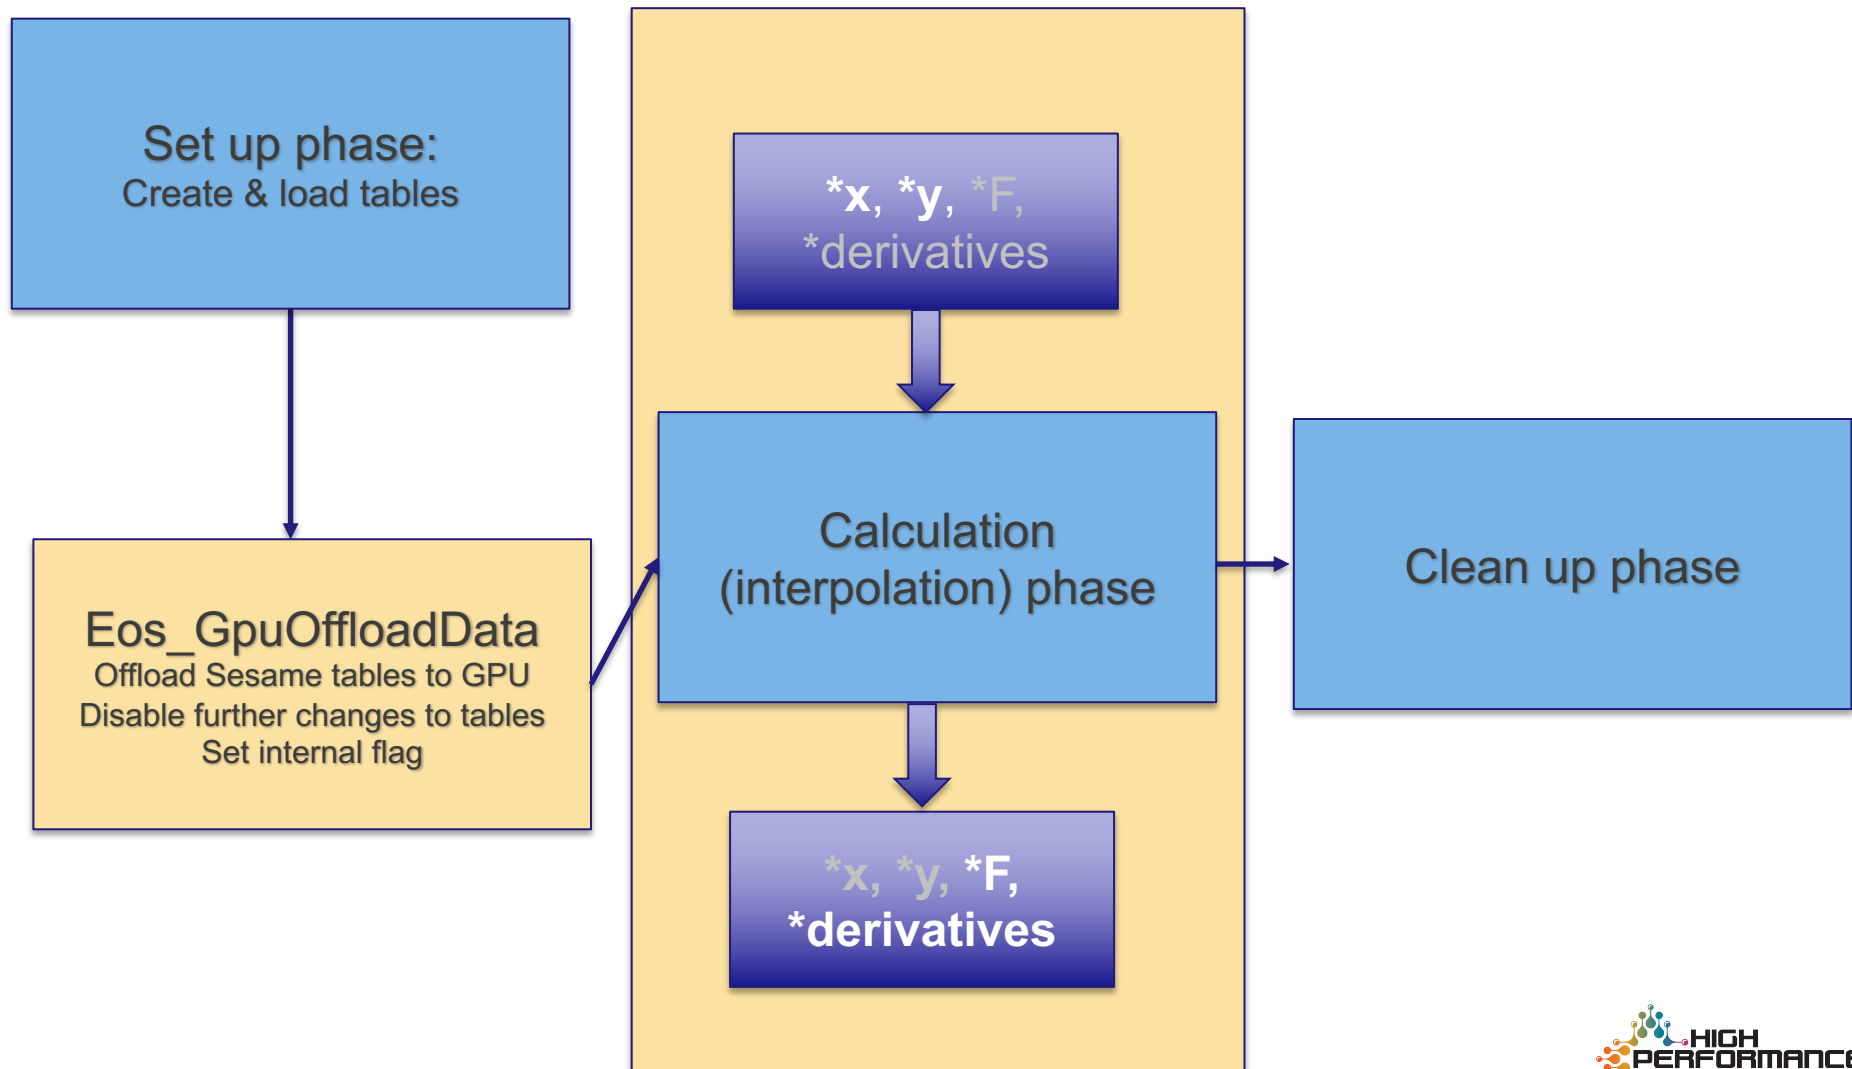 Set up phase:
Create & load tables
Eos_GpuOffloadData
Offload Sesame tables to GPU
Disable further changes to tables
Set internal flag
*x, *y, *F,
*derivatives
Calculation
(interpolation) phase
*x, *y, *F,
*derivatives
Clean up phase
HIGH
PERFORMANCE